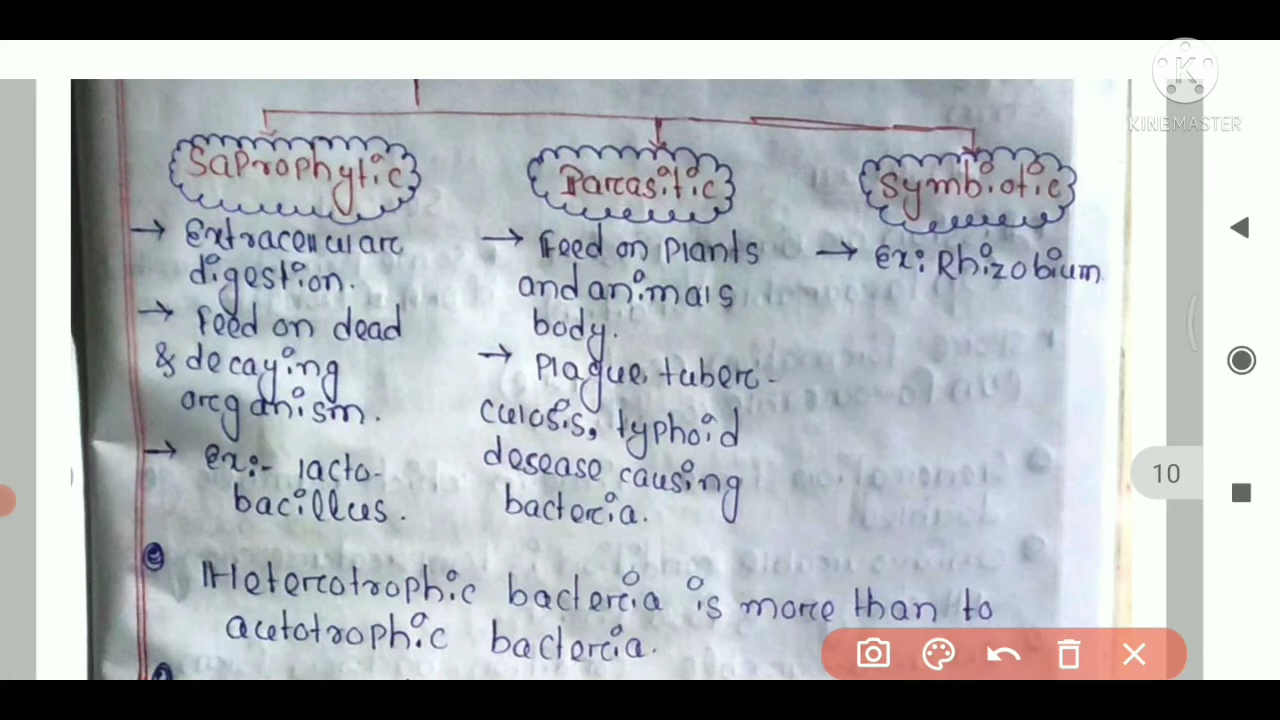 KINEMASTER
Saprophytic
Parasitic
Symbiotic
→ Extracellular
digestion.
→ Feed on dead
& decaying
organism.
→ Ex:- lacto-
bacillus.
→ Feed on Plants
and animals
body.
→ Plague, tuber-
culosis, typhoid
desease causing
bacteria.
→ Ex: Rhizobium
10
Heterotrophic bacteria is more than to
autotrophic bacteria.